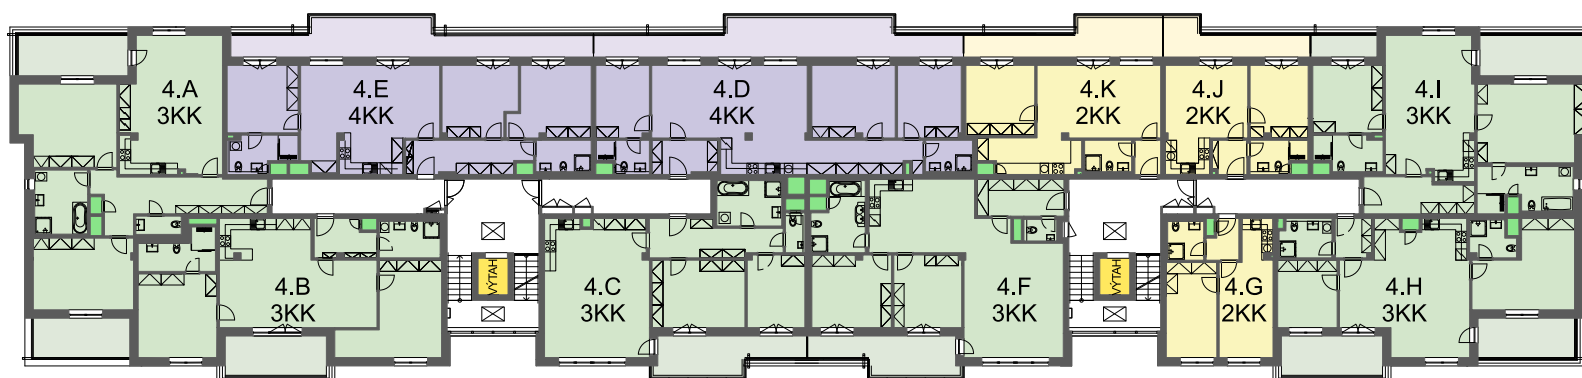 4.A
3KK
4.E
4KK
4.D
4KK
4.K
2KK
4.J
2KK
4.I
3KK
4.B
3KK
VÝTAH
4.C
3KK
4.F
3KK
VÝTAH
4.G
2KK
4.H
3KK